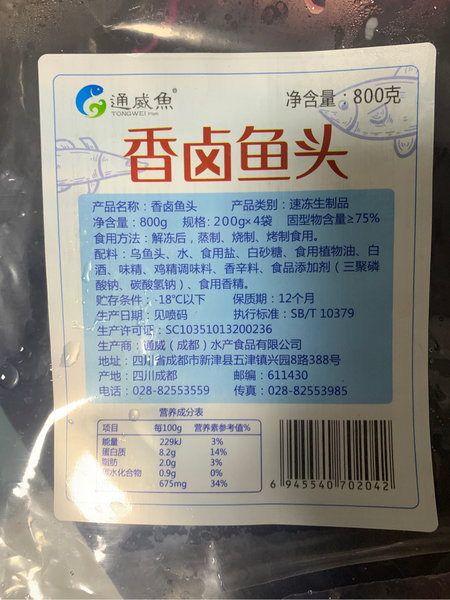 通威魚
TONGWEI FISH
净含量：800克
香卤鱼头
产品名称：香卤鱼头 产品类别：速冻生制品
净含量：800g 规格：200g×4袋 固型物含量≥75%
食用方法：解冻后，蒸制、烧制、烤制食用。
配料：乌鱼头、水、食用盐、白砂糖、食用植物油、白
酒、味精、鸡精调味料、香辛料、食品添加剂（三聚磷
酸钠、碳酸氢钠）、食用香精。
贮存条件：-18℃以下 保质期：12个月
生产日期：见喷码 执行标准：SB/T 10379
生产许可证：SC10351013200236
生产商：通威（成都）水产食品有限公司
地址：四川省成都市新津县五津镇兴园8路388号
产地：四川成都 邮编：611430
电话：028-82553559 传真：028-82553985
营养成分表
项目 每100g 营养素参考值%
能量 229kJ 3%
蛋白质 8.2g 14%
脂肪 2.0g 3%
水化合物 0.9g 0%
675mg 34%
6 945540 702042